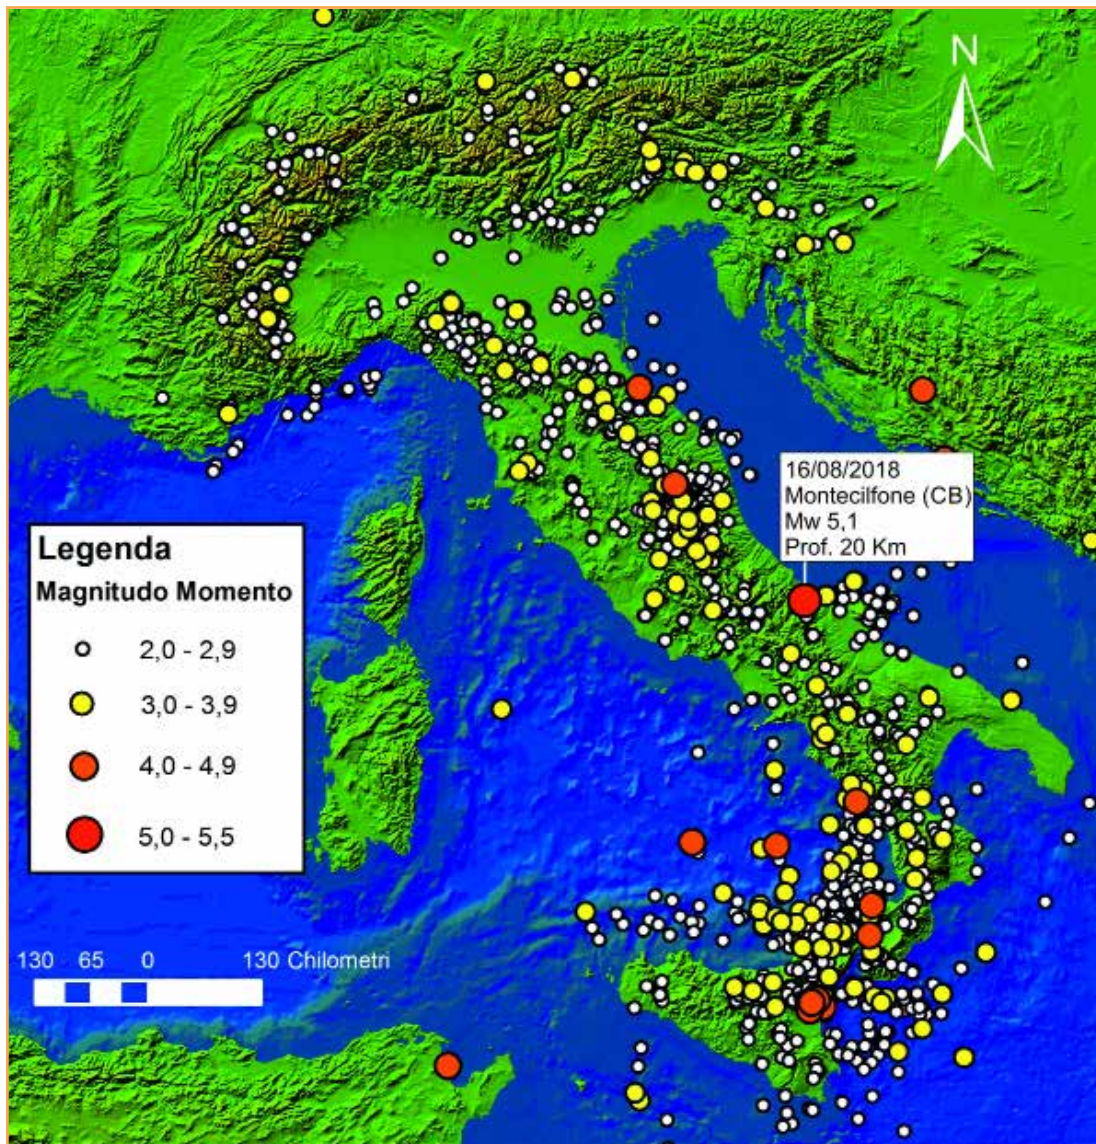 N
16/08/2018
Montecilfone (CB)
Mw 5,1
Prof. 20 Km
Legenda
Magnitudo Momento
2,0 - 2,9
3,0 - 3,9
4,0 - 4,9
5,0 - 5,5
130 65 0 130 Chilometri